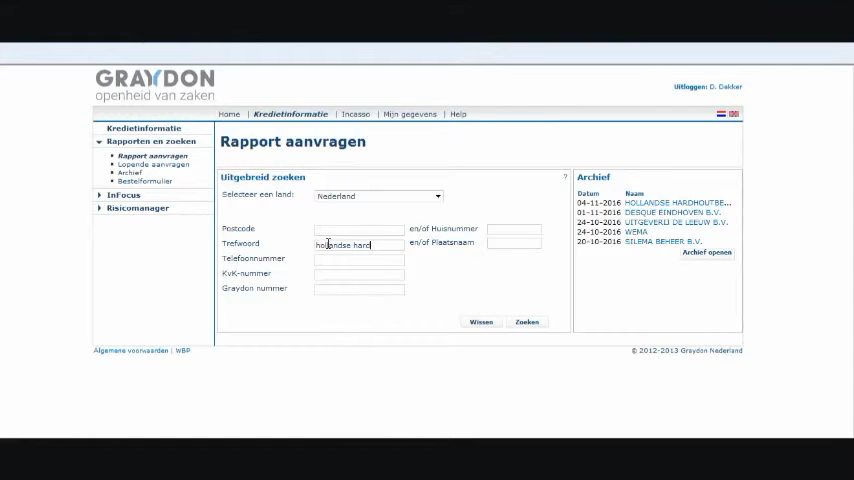 GRAYDON
openheid van zaken
Uitloggen: D. Dekker
Home | Kredietinformatie | Incasso | Mijn gegevens | Help
Kredietinformatie
Rapporten en zoeken
Rapport aanvragen
Lopende aanvragen
Archief
Bestelformulier
InFocus
Risicomanager
Rapport aanvragen
Uitgebreid zoeken ?
Selecteer een land: Nederland
Postcode en/of Huisnummer
Trefwoord hollandse hard en/of Plaatsnaam
Telefoonnummer
KvK-nummer
Graydon nummer
Wissen Zoeken
Archief
Datum Naam
04-11-2016 HOLLANDSE HARDHOUTBE...
01-11-2016 DESQUE EINDHOVEN B.V.
24-10-2016 UITGEVERIJ DE LEEUW B.V.
24-10-2016 WEMA
20-10-2016 SILEMA BEHEER B.V.
Archief openen
Algemene voorwaarden | WBP
© 2012-2013 Graydon Nederland